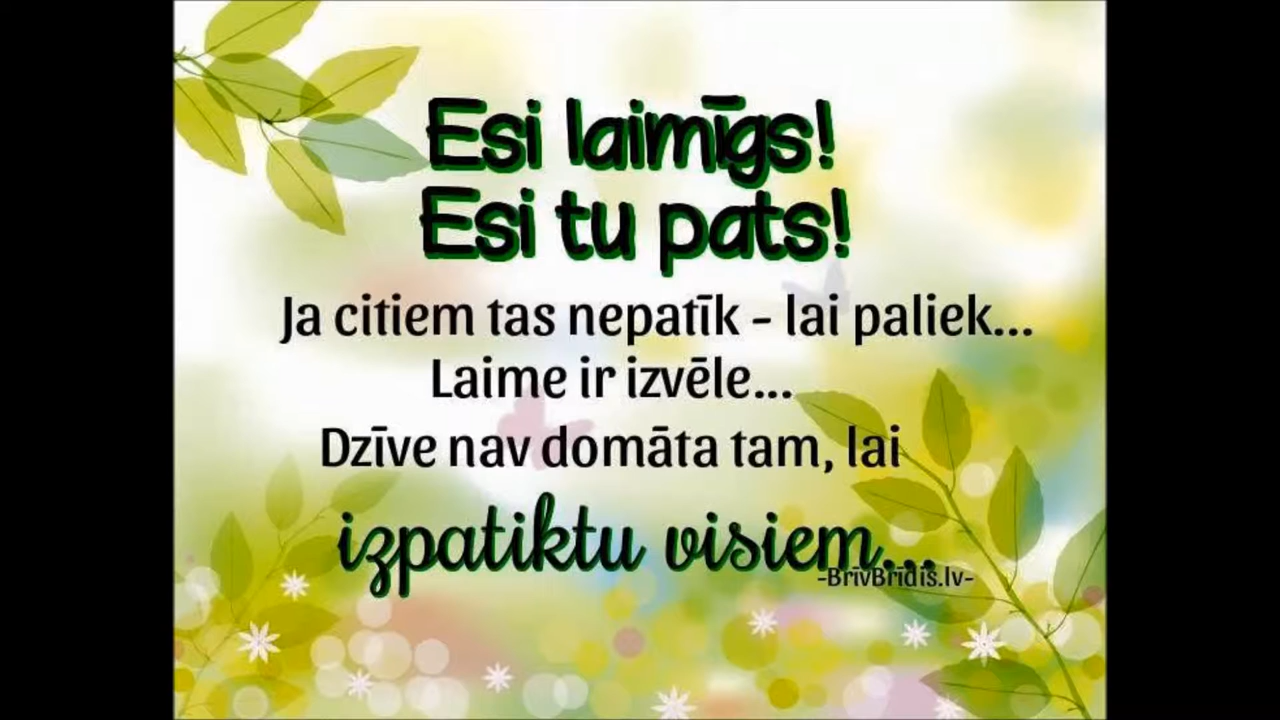 Esi laimīgs!
Esi tu pats!
Ja citiem tas nepatīk - lai paliek...
Laime ir izvēle...
Dzīve nav domāta tam, lai
izpatiktu visiem...
-BrīvBrīdis.lv-